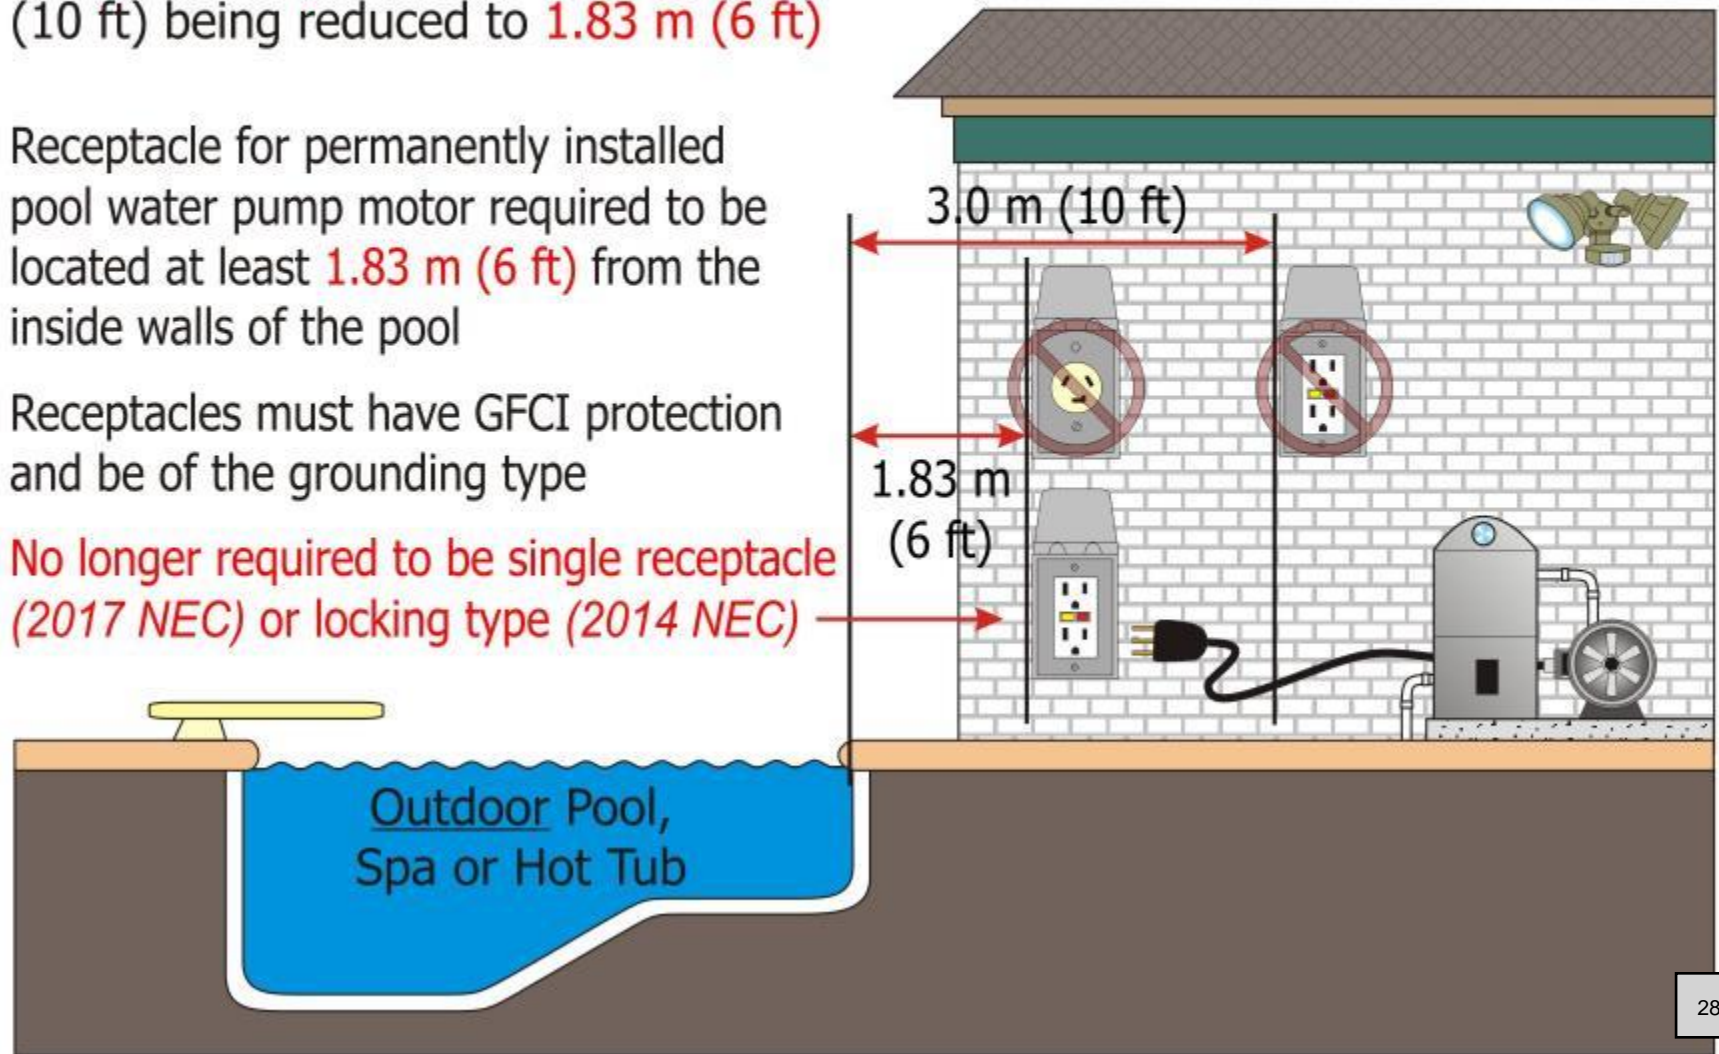 (10 ft) being reduced to 1.83 m (6 ft)
Receptacle for permanently installed
pool water pump motor required to be
located at least 1.83 m (6 ft) from the
inside walls of the pool
Receptacles must have GFCI protection
and be of the grounding type
No longer required to be single receptacle
(2017 NEC) or locking type (2014 NEC)
3.0 m (10 ft)
1.83 m
(6 ft)
Outdoor Pool,
Spa or Hot Tub
28